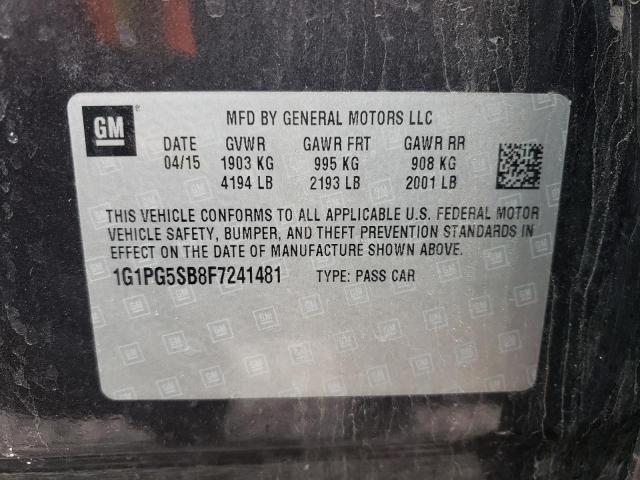 GM ®
MFD BY GENERAL MOTORS LLC
DATE GVWR GAWR FRT GAWR RR
04/15 1903 KG 995 KG 908 KG
4194 LB 2193 LB 2001 LB
THIS VEHICLE CONFORMS TO ALL APPLICABLE U.S. FEDERAL MOTOR
VEHICLE SAFETY, BUMPER, AND THEFT PREVENTION STANDARDS IN
EFFECT ON THE DATE OF MANUFACTURE SHOWN ABOVE.
1G1PG5SB8F7241481 TYPE: PASS CAR